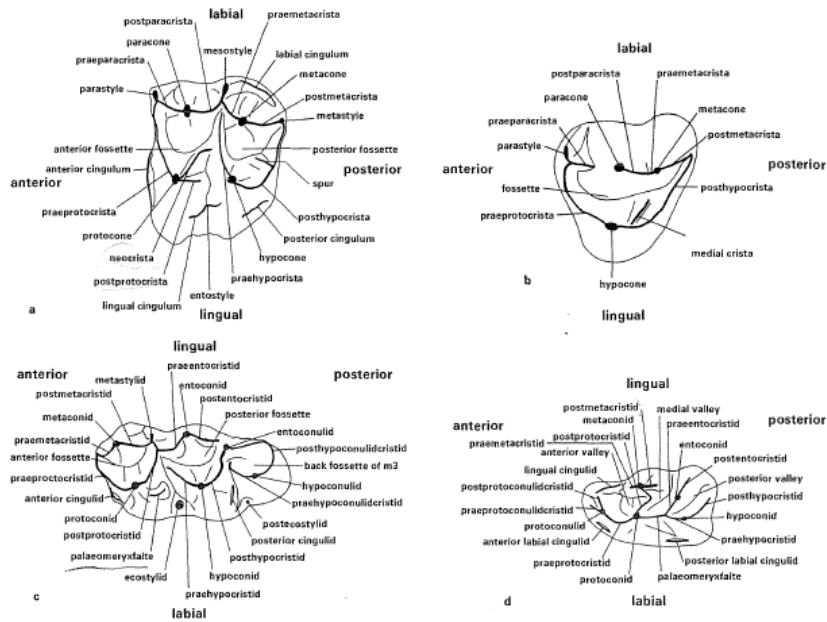 labial
postparacrista
praemetacrista
paracone
mesostyle
labial cingulum
praeparacrista
metacone
parastyle
postmetacrista
metastyle
anterior fossette
posterior fossette
anterior cingulum
anterior
posterior
spur
praeprotocrista
posthypocrista
protocone
posterior cingulum
neocrista
hypocone
postprotocrista
praehypocrista
entostyle
lingual cingulum
a
lingual
labial
postparacrista
praemetacrista
paracone
metacone
praeparacrista
postmetacrista
parastyle
anterior
posterior
fossette
posthypocrista
praeprotocrista
medial crista
b
hypocone
lingual
lingual
anterior
praeentocristid
posterior
metastylid
entoconid
postmetacristid
postentocristid
metaconid
posterior fossette
praemetacristid
entoconulid
anterior fossette
posthypoconulidcristid
back fossette of m3
praeproctocristid
hypoconulid
anterior cingulid
praehypoconulidcristid
protoconid
postecostylid
postprotocristid
posterior cingulid
palaeomeryxfalte
posthypocristid
ecostylid
hypoconid
praehypocristid
c
labial
lingual
postmetacristid
medial valley
anterior
metaconid
praeentocristid
posterior
postprotocristid
entoconid
praemetacristid
anterior valley
postentocristid
lingual cingulid
posterior valley
postprotoconulidcristid
posthypocristid
praeprotoconulidcristid
hypoconid
protoconulid
anterior labial cingulid
praehypocristid
praeprotocristid
posterior labial cingulid
protoconid
palaeomeryxfalte
d
labial